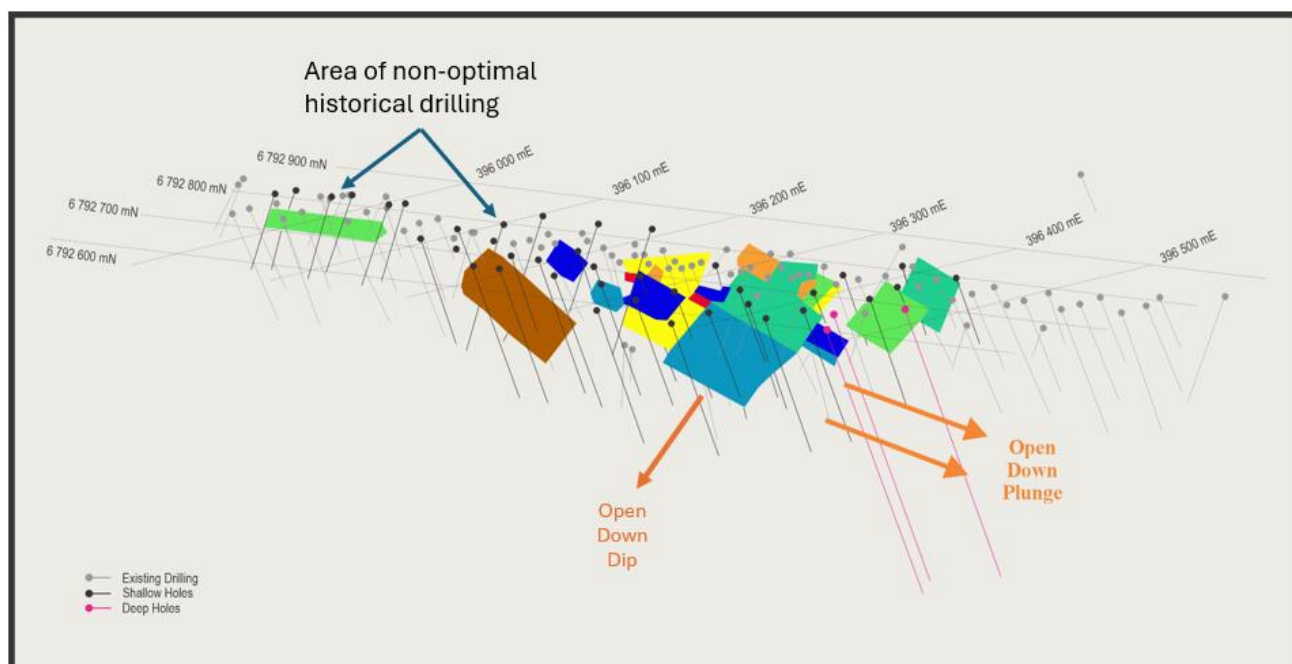 Area of non-optimal
historical drilling
6 792 900 mN
6 792 800 mN
6 792 700 mN
6 792 600 mN
396 000 mE
396 100 mE
396 200 mE
396 300 mE
396 400 mE
396 500 mE
Open
Down
Plunge
Open
Down
Dip
Existing Drilling
Shallow Holes
Deep Holes